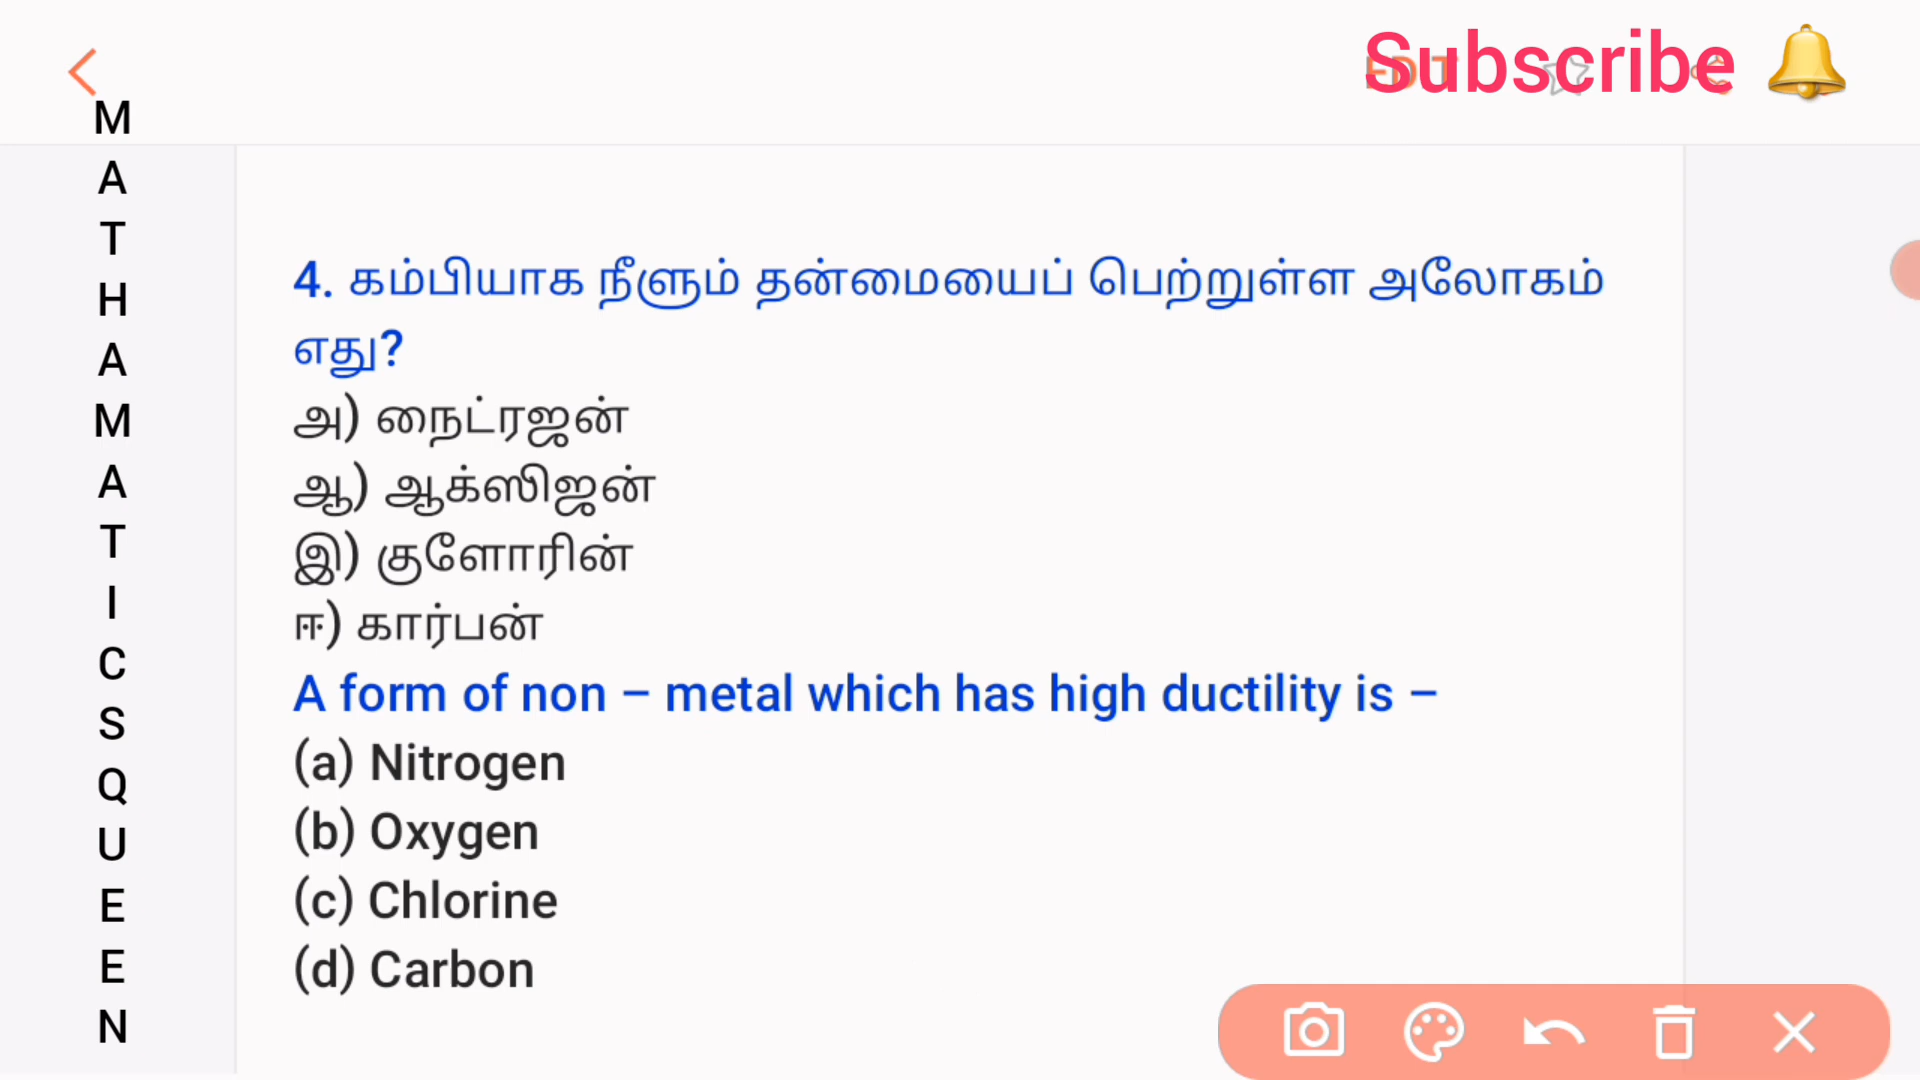 Subscribe 🔔
MATHAMATICSQUEEN
4. கம்பியாக நீளும் தன்மையைப் பெற்றுள்ள அலோகம்
எது?
அ) நைட்ரஜன்
ஆ) ஆக்ஸிஜன்
இ) குளோரின்
ஈ) கார்பன்
A form of non – metal which has high ductility is –
(a) Nitrogen
(b) Oxygen
(c) Chlorine
(d) Carbon